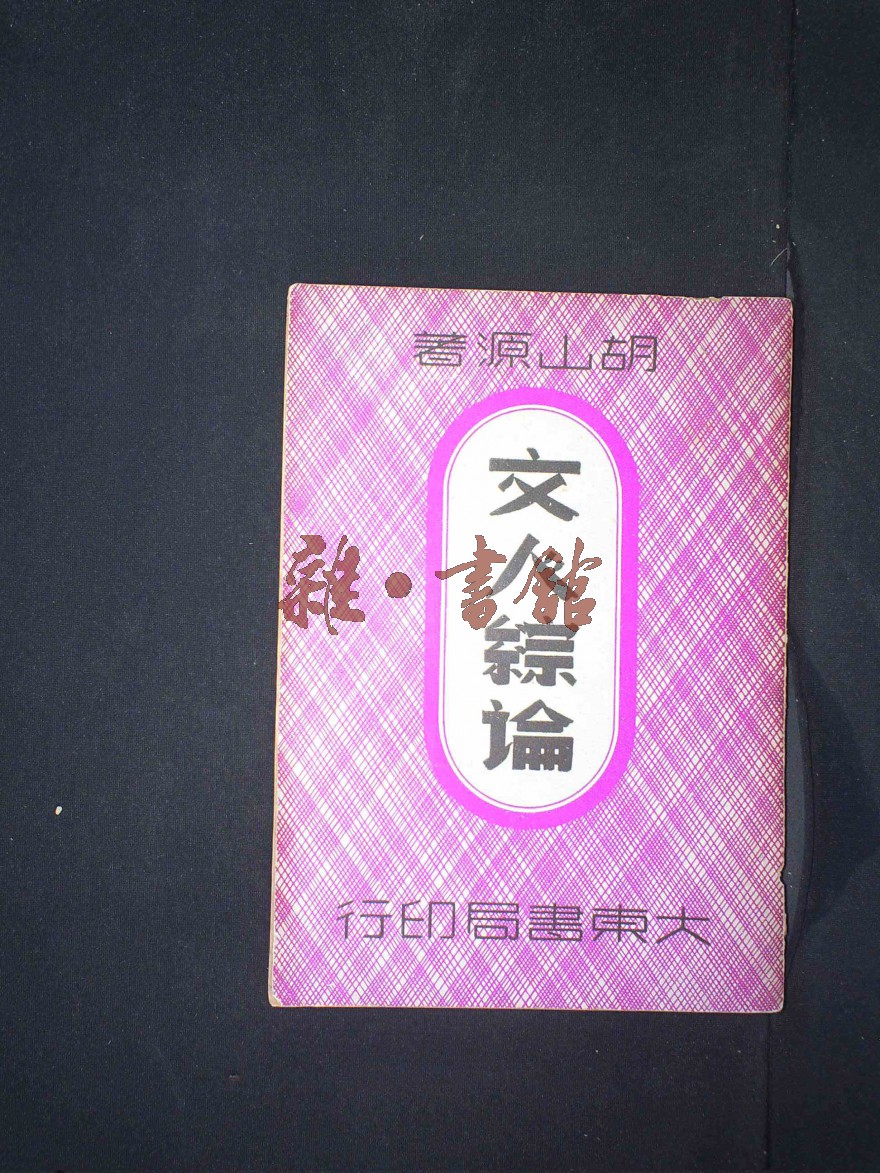 胡山源著
文人綜論
雜·書館
大東書局印行